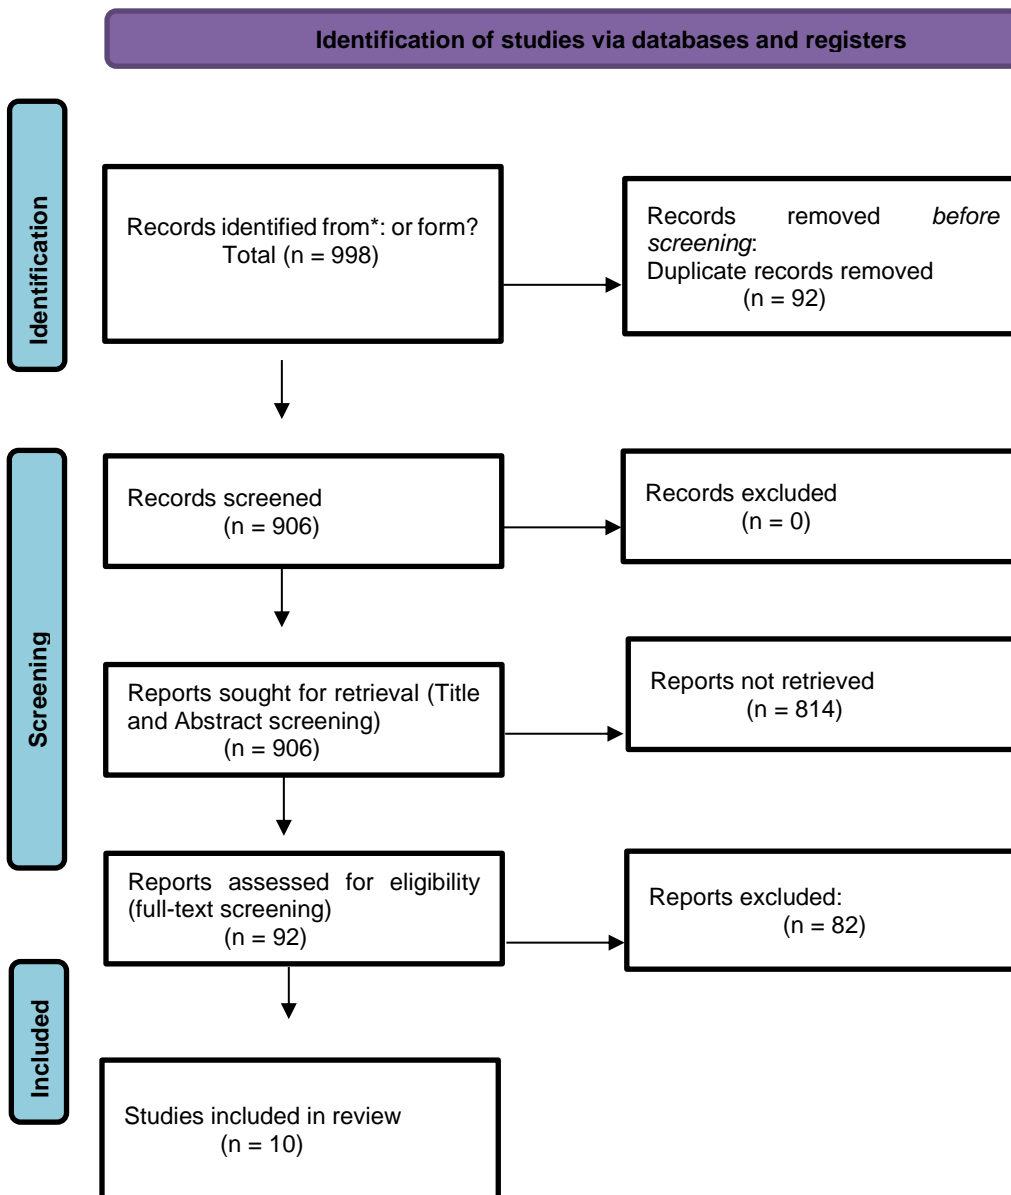 Identification of studies via databases and registers
Identification
Records identified from*: or form?
Total (n = 998)
Records removed before
screening:
Duplicate records removed
(n = 92)
Screening
Records screened
(n = 906)
Records excluded
(n = 0)
Reports sought for retrieval (Title
and Abstract screening)
(n = 906)
Reports not retrieved
(n = 814)
Reports assessed for eligibility
(full-text screening)
(n = 92)
Reports excluded:
(n = 82)
Included
Studies included in review
(n = 10)